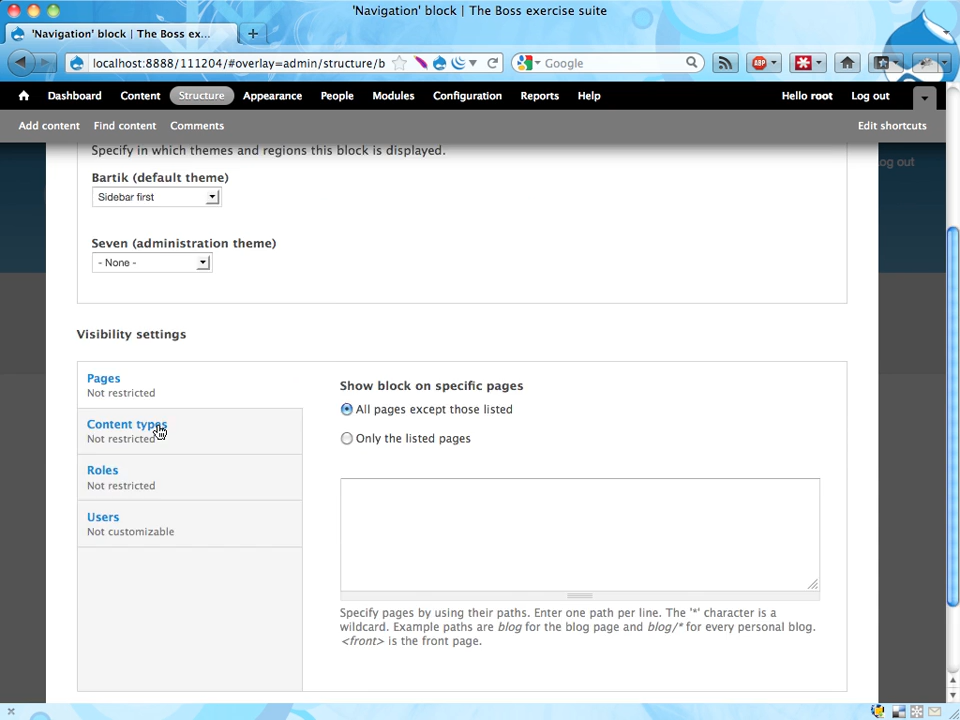 'Navigation' block | The Boss exercise suite
'Navigation' block | The Boss ex...
localhost:8888/111204/#overlay=admin/structure/b
Google
ABP
Dashboard Content Structure Appearance People Modules Configuration Reports Help Hello root Log out
Add content Find content Comments Edit shortcuts
og out
Specify in which themes and regions this block is displayed.
Bartik (default theme)
Sidebar first
Seven (administration theme)
- None -
Visibility settings
Pages
Not restricted
Content types
Not restricted
Roles
Not restricted
Users
Not customizable
Show block on specific pages
All pages except those listed
Only the listed pages
Specify pages by using their paths. Enter one path per line. The '*' character is a
wildcard. Example paths are blog for the blog page and blog/* for every personal blog.
<front> is the front page.